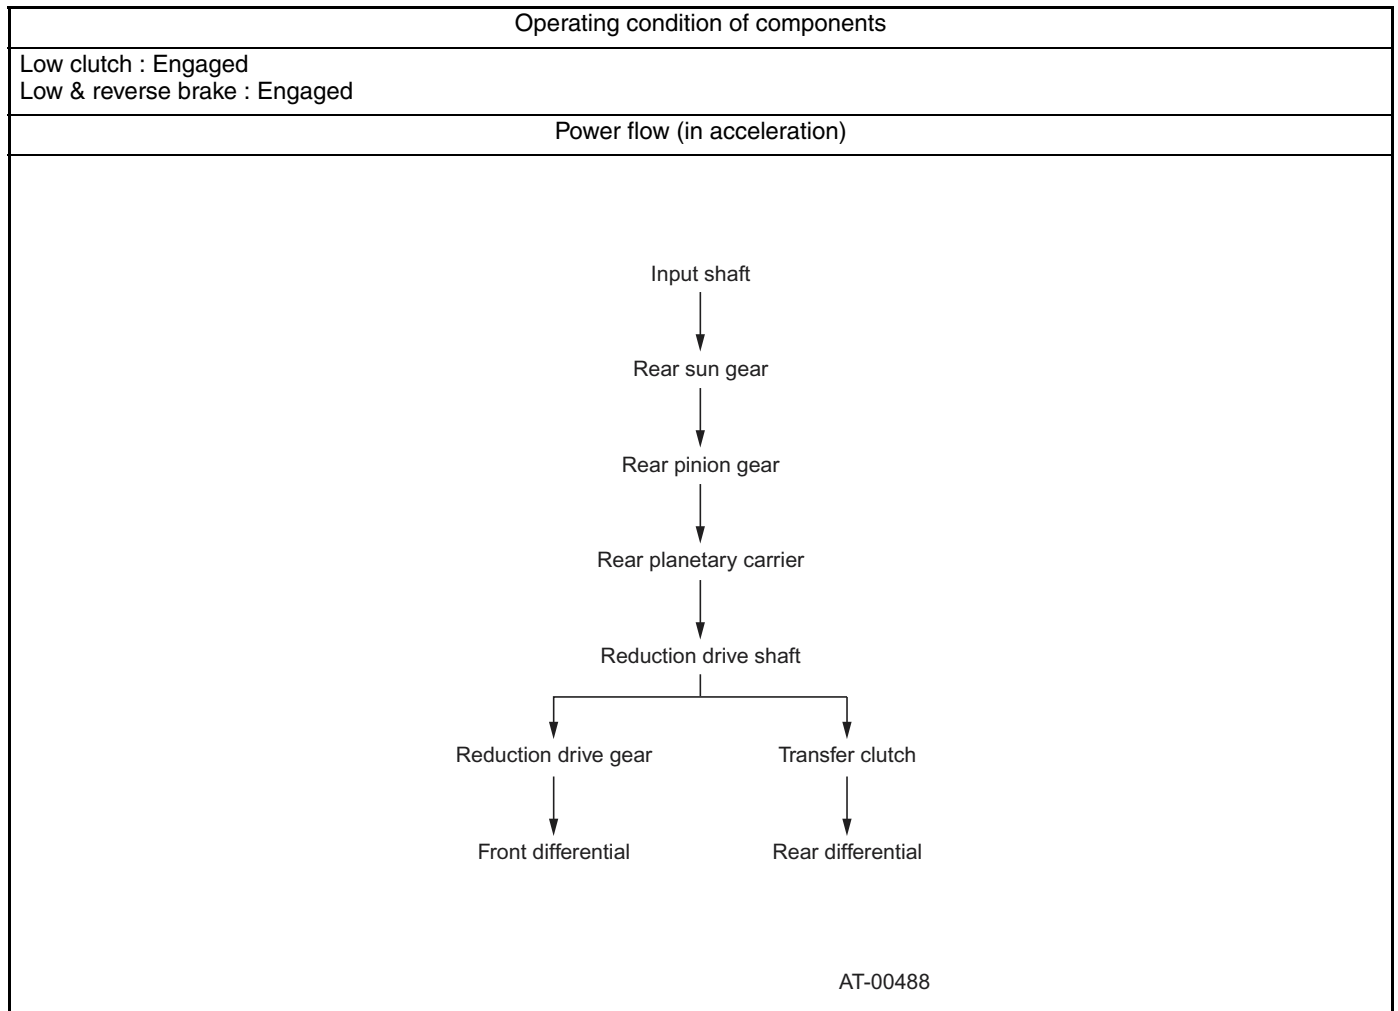 Operating condition of components
Low clutch : Engaged
Low & reverse brake : Engaged
Power flow (in acceleration)
Input shaft
Rear sun gear
Rear pinion gear
Rear planetary carrier
Reduction drive shaft
Reduction drive gear
Transfer clutch
Front differential
Rear differential
AT-00488